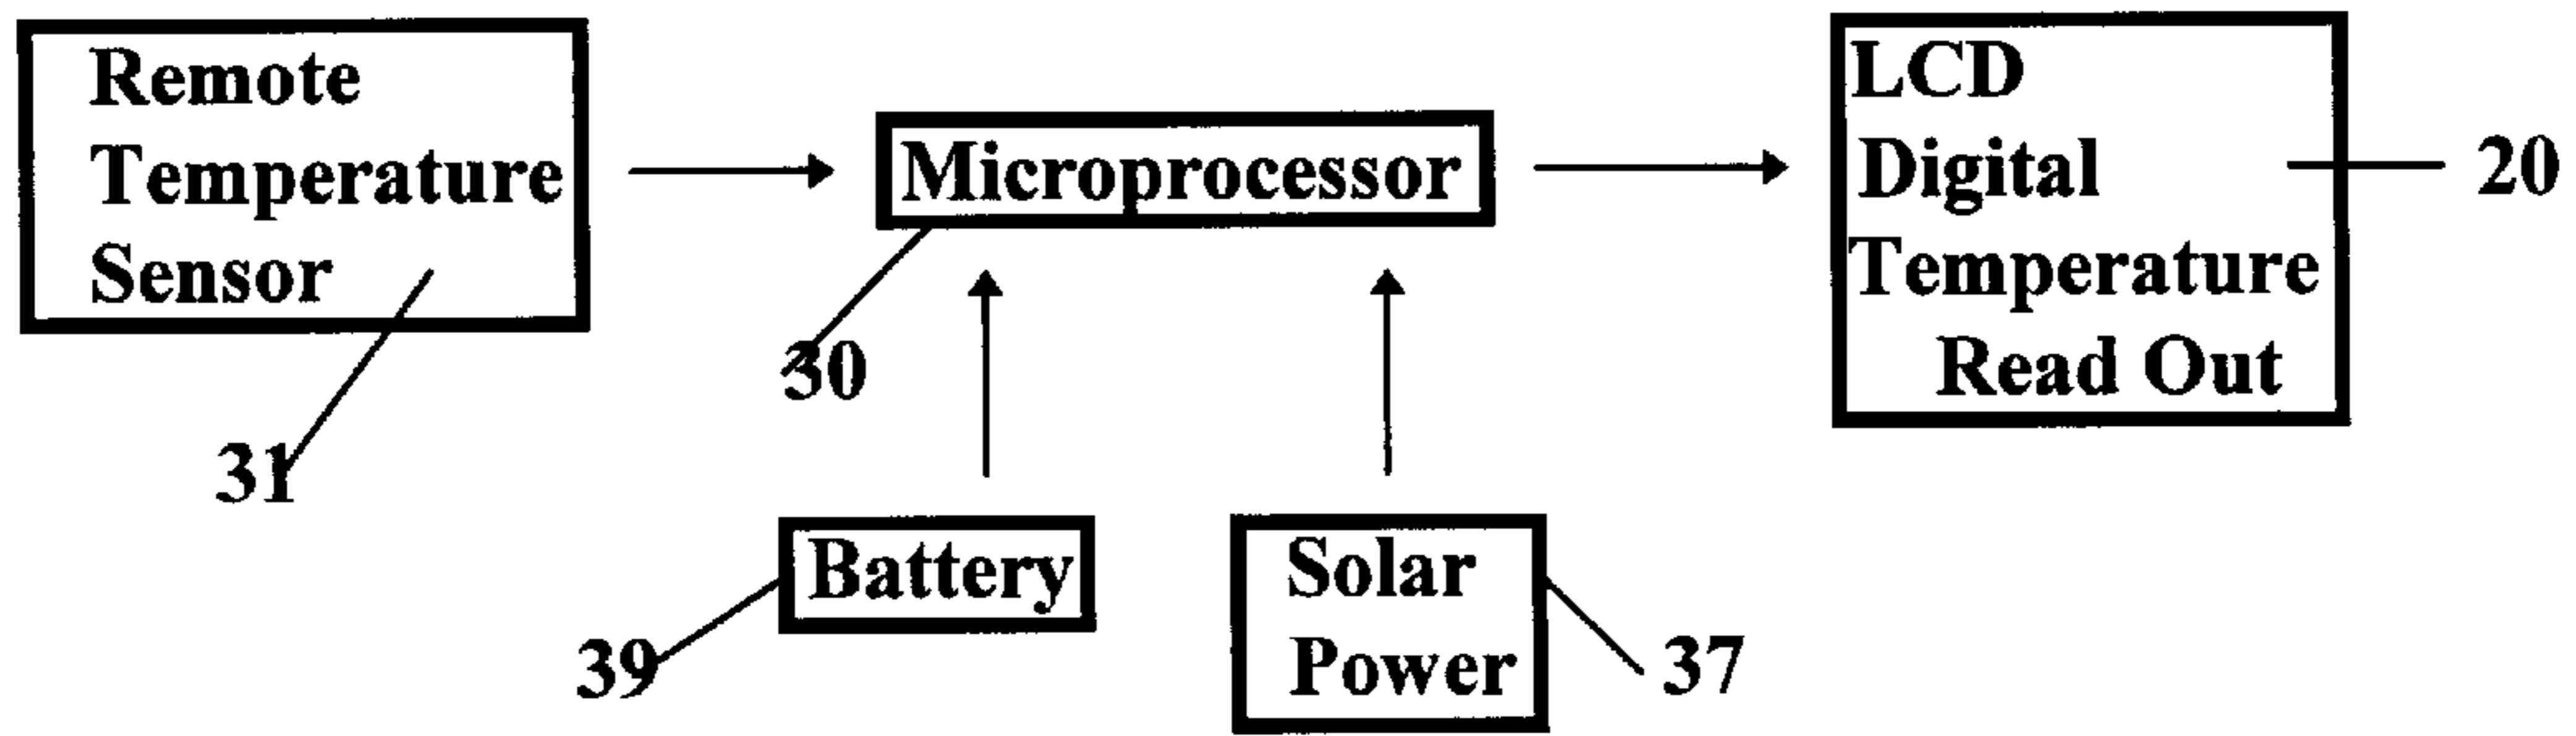 Remote
Temperature
Sensor
31
Microprocessor
30
LCD
Digital
Temperature
Read Out
20
Battery
39
Solar
Power
37